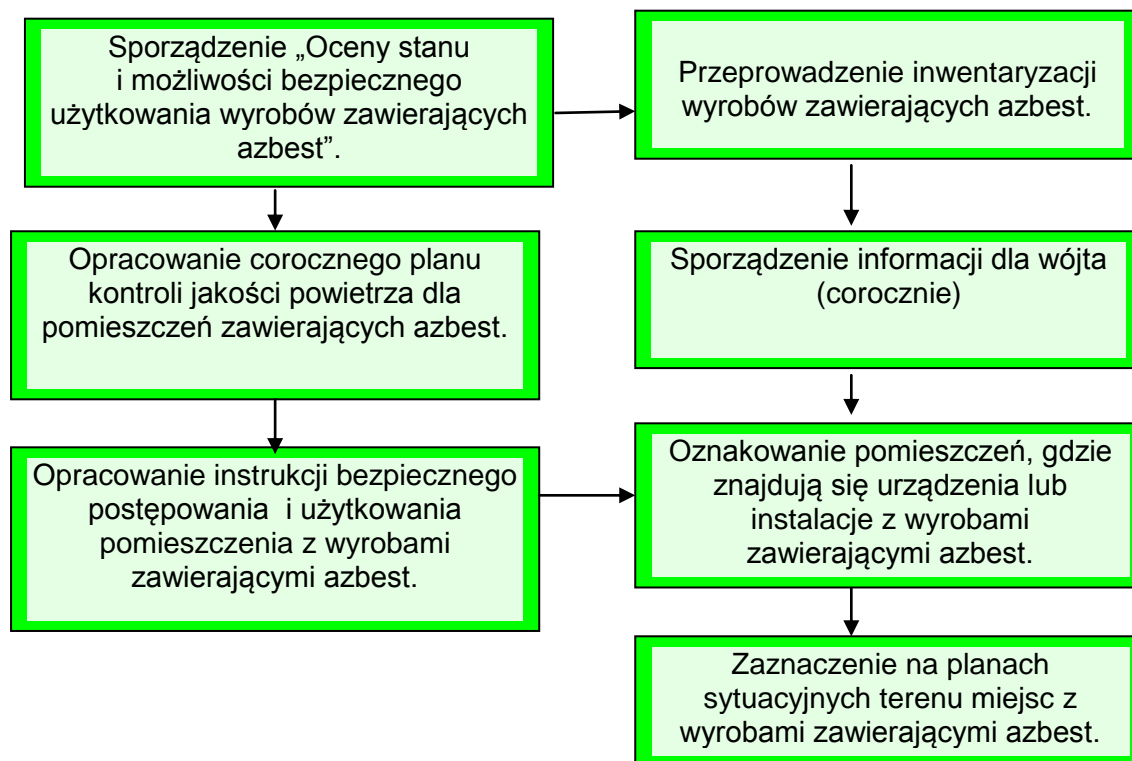 Sporządzenie „Oceny stanu
i możliwości bezpiecznego
użytkowania wyrobów zawierających
azbest”.
Przeprowadzenie inwentaryzacji
wyrobów zawierających azbest.
Opracowanie corocznego planu
kontroli jakości powietrza dla
pomieszczeń zawierających azbest.
Sporządzenie informacji dla wójta
(corocznie)
Opracowanie instrukcji bezpiecznego
postępowania i użytkowania
pomieszczenia z wyrobami
zawierającymi azbest.
Oznakowanie pomieszczeń, gdzie
znajdują się urządzenia lub
instalacje z wyrobami
zawierającymi azbest.
Zaznaczenie na planach
sytuacyjnych terenu miejsc z
wyrobami zawierającymi azbest.